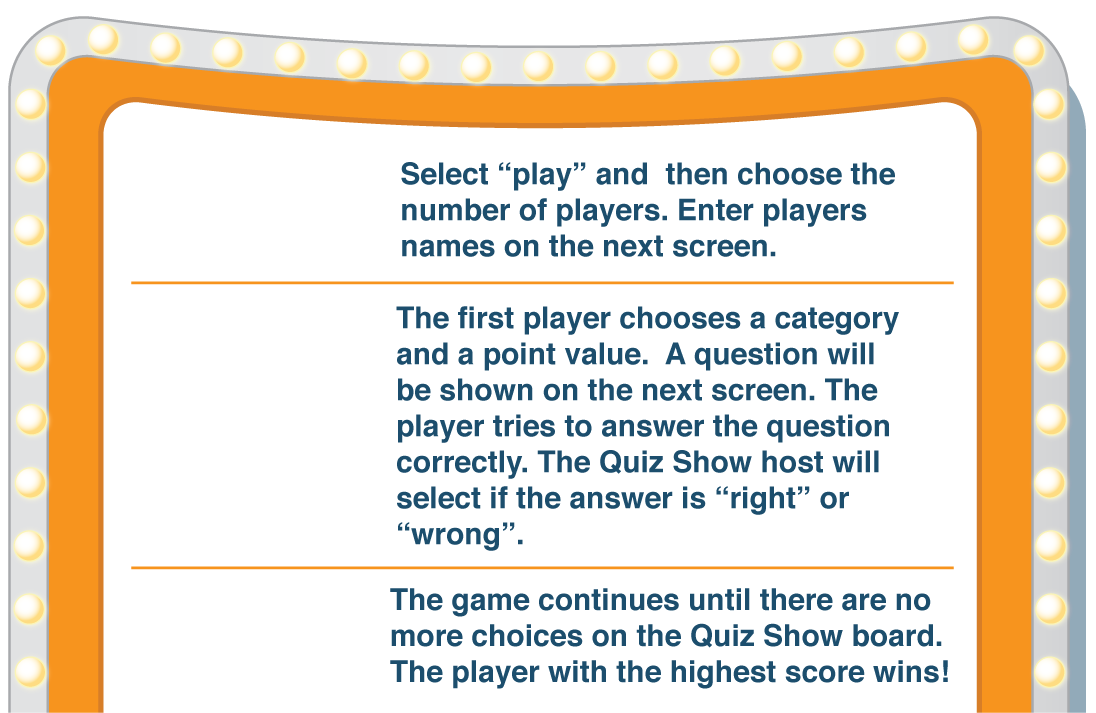 Select “play” and  then choose the
number of players. Enter players
names on the next screen.
The first player chooses a category
and a point value.  A question will
be shown on the next screen. The
player tries to answer the question
correctly. The Quiz Show host will
select if the answer is “right” or
“wrong”.
The game continues until there are no
more choices on the Quiz Show board.
The player with the highest score wins!